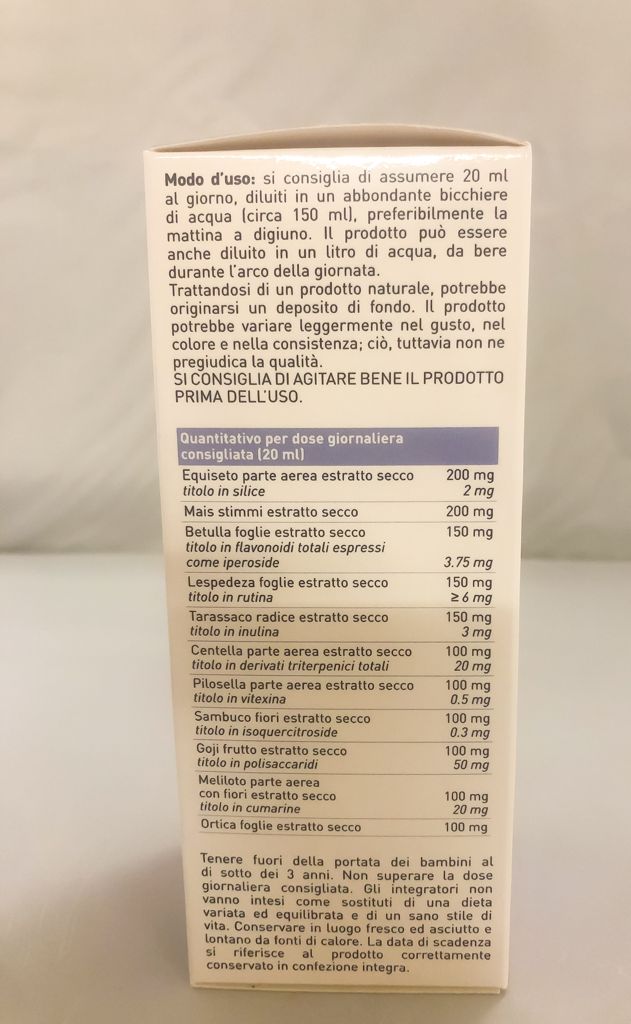 Modo d'uso: si consiglia di assumere 20 ml
al giorno, diluiti in un abbondante bicchiere
di acqua (circa 150 ml), preferibilmente la
mattina a digiuno. Il prodotto può essere
anche diluito in un litro di acqua, da bere
durante l'arco della giornata.
Trattandosi di un prodotto naturale, potrebbe
originarsi un deposito di fondo. Il prodotto
potrebbe variare leggermente nel gusto, nel
colore e nella consistenza; ciò, tuttavia non ne
pregiudica la qualità.
SI CONSIGLIA DI AGITARE BENE IL PRODOTTO
PRIMA DELL'USO.
Quantitativo per dose giornaliera
consigliata (20 ml)
Equiseto parte aerea estratto secco 200 mg
titolo in silice 2 mg
Mais stimmi estratto secco 200 mg
Betulla foglie estratto secco 150 mg
titolo in flavonoidi totali espressi
come iperoside 3.75 mg
Lespedeza foglie estratto secco 150 mg
titolo in rutina ≥ 6 mg
Tarassaco radice estratto secco 150 mg
titolo in inulina 3 mg
Centella parte aerea estratto secco 100 mg
titolo in derivati triterpenici totali 20 mg
Pilosella parte aerea estratto secco 100 mg
titolo in vitexina 0.5 mg
Sambuco fiori estratto secco 100 mg
titolo in isoquercitroside 0.3 mg
Goji frutto estratto secco 100 mg
titolo in polisaccaridi 50 mg
Meliloto parte aerea
con fiori estratto secco 100 mg
titolo in cumarine 20 mg
Ortica foglie estratto secco 100 mg
Tenere fuori della portata dei bambini al
di sotto dei 3 anni. Non superare la dose
giornaliera consigliata. Gli integratori non
vanno intesi come sostituti di una dieta
variata ed equilibrata e di un sano stile di
vita. Conservare in luogo fresco ed asciutto e
lontano da fonti di calore. La data di scadenza
si riferisce al prodotto correttamente
conservato in confezione integra.